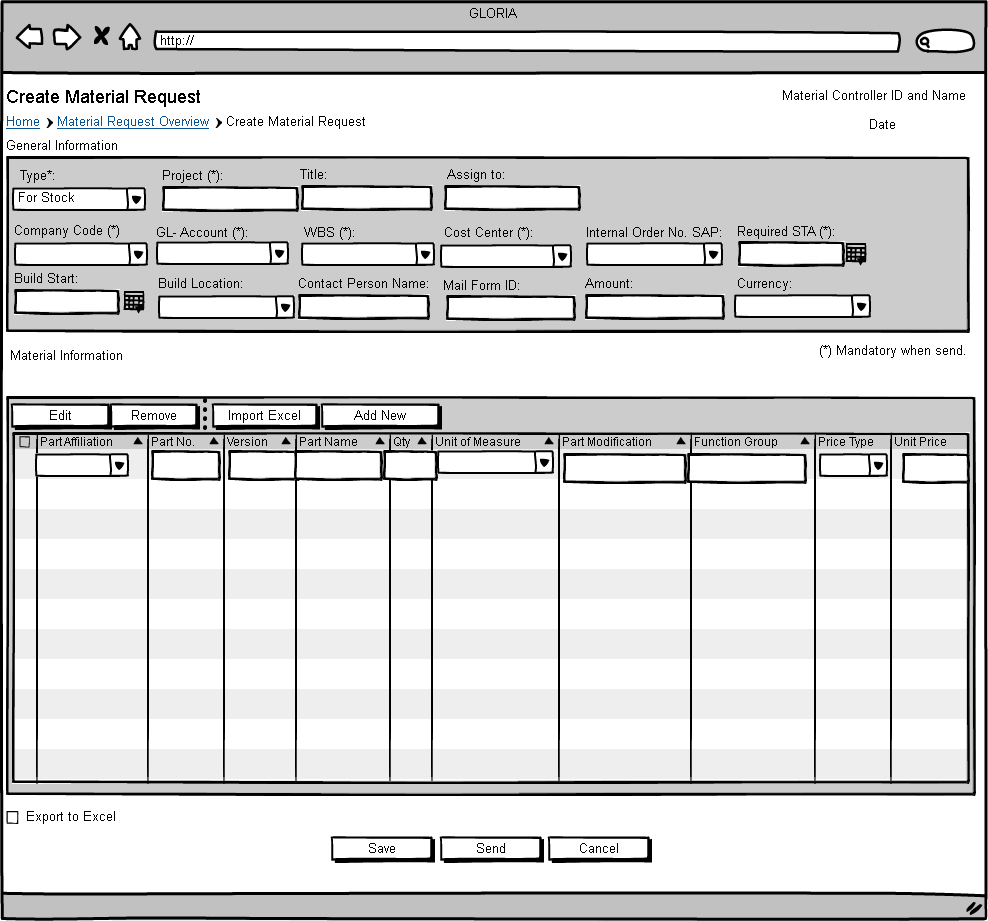 GLORIA
http://
Create Material Request
Material Controller ID and Name
Home Material Request Overview Create Material Request
Date
General Information
Type*: Project (*): Title: Assign to:
For Stock
Company Code (*) GL- Account (*): WBS (*): Cost Center (*): Internal Order No. SAP: Required STA (*):
Build Start: Build Location: Contact Person Name: Mail Form ID: Amount: Currency:
Material Information
(*) Mandatory when send.
Edit Remove Import Excel Add New
Part Affiliation Part No. Version Part Name Qty Unit of Measure Part Modification Function Group Price Type Unit Price
Export to Excel
Save Send Cancel